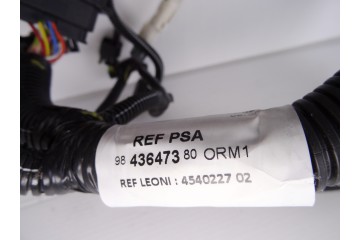 REF PSA
98 436473 80 ORM1
REF LEONI : 4540227 02